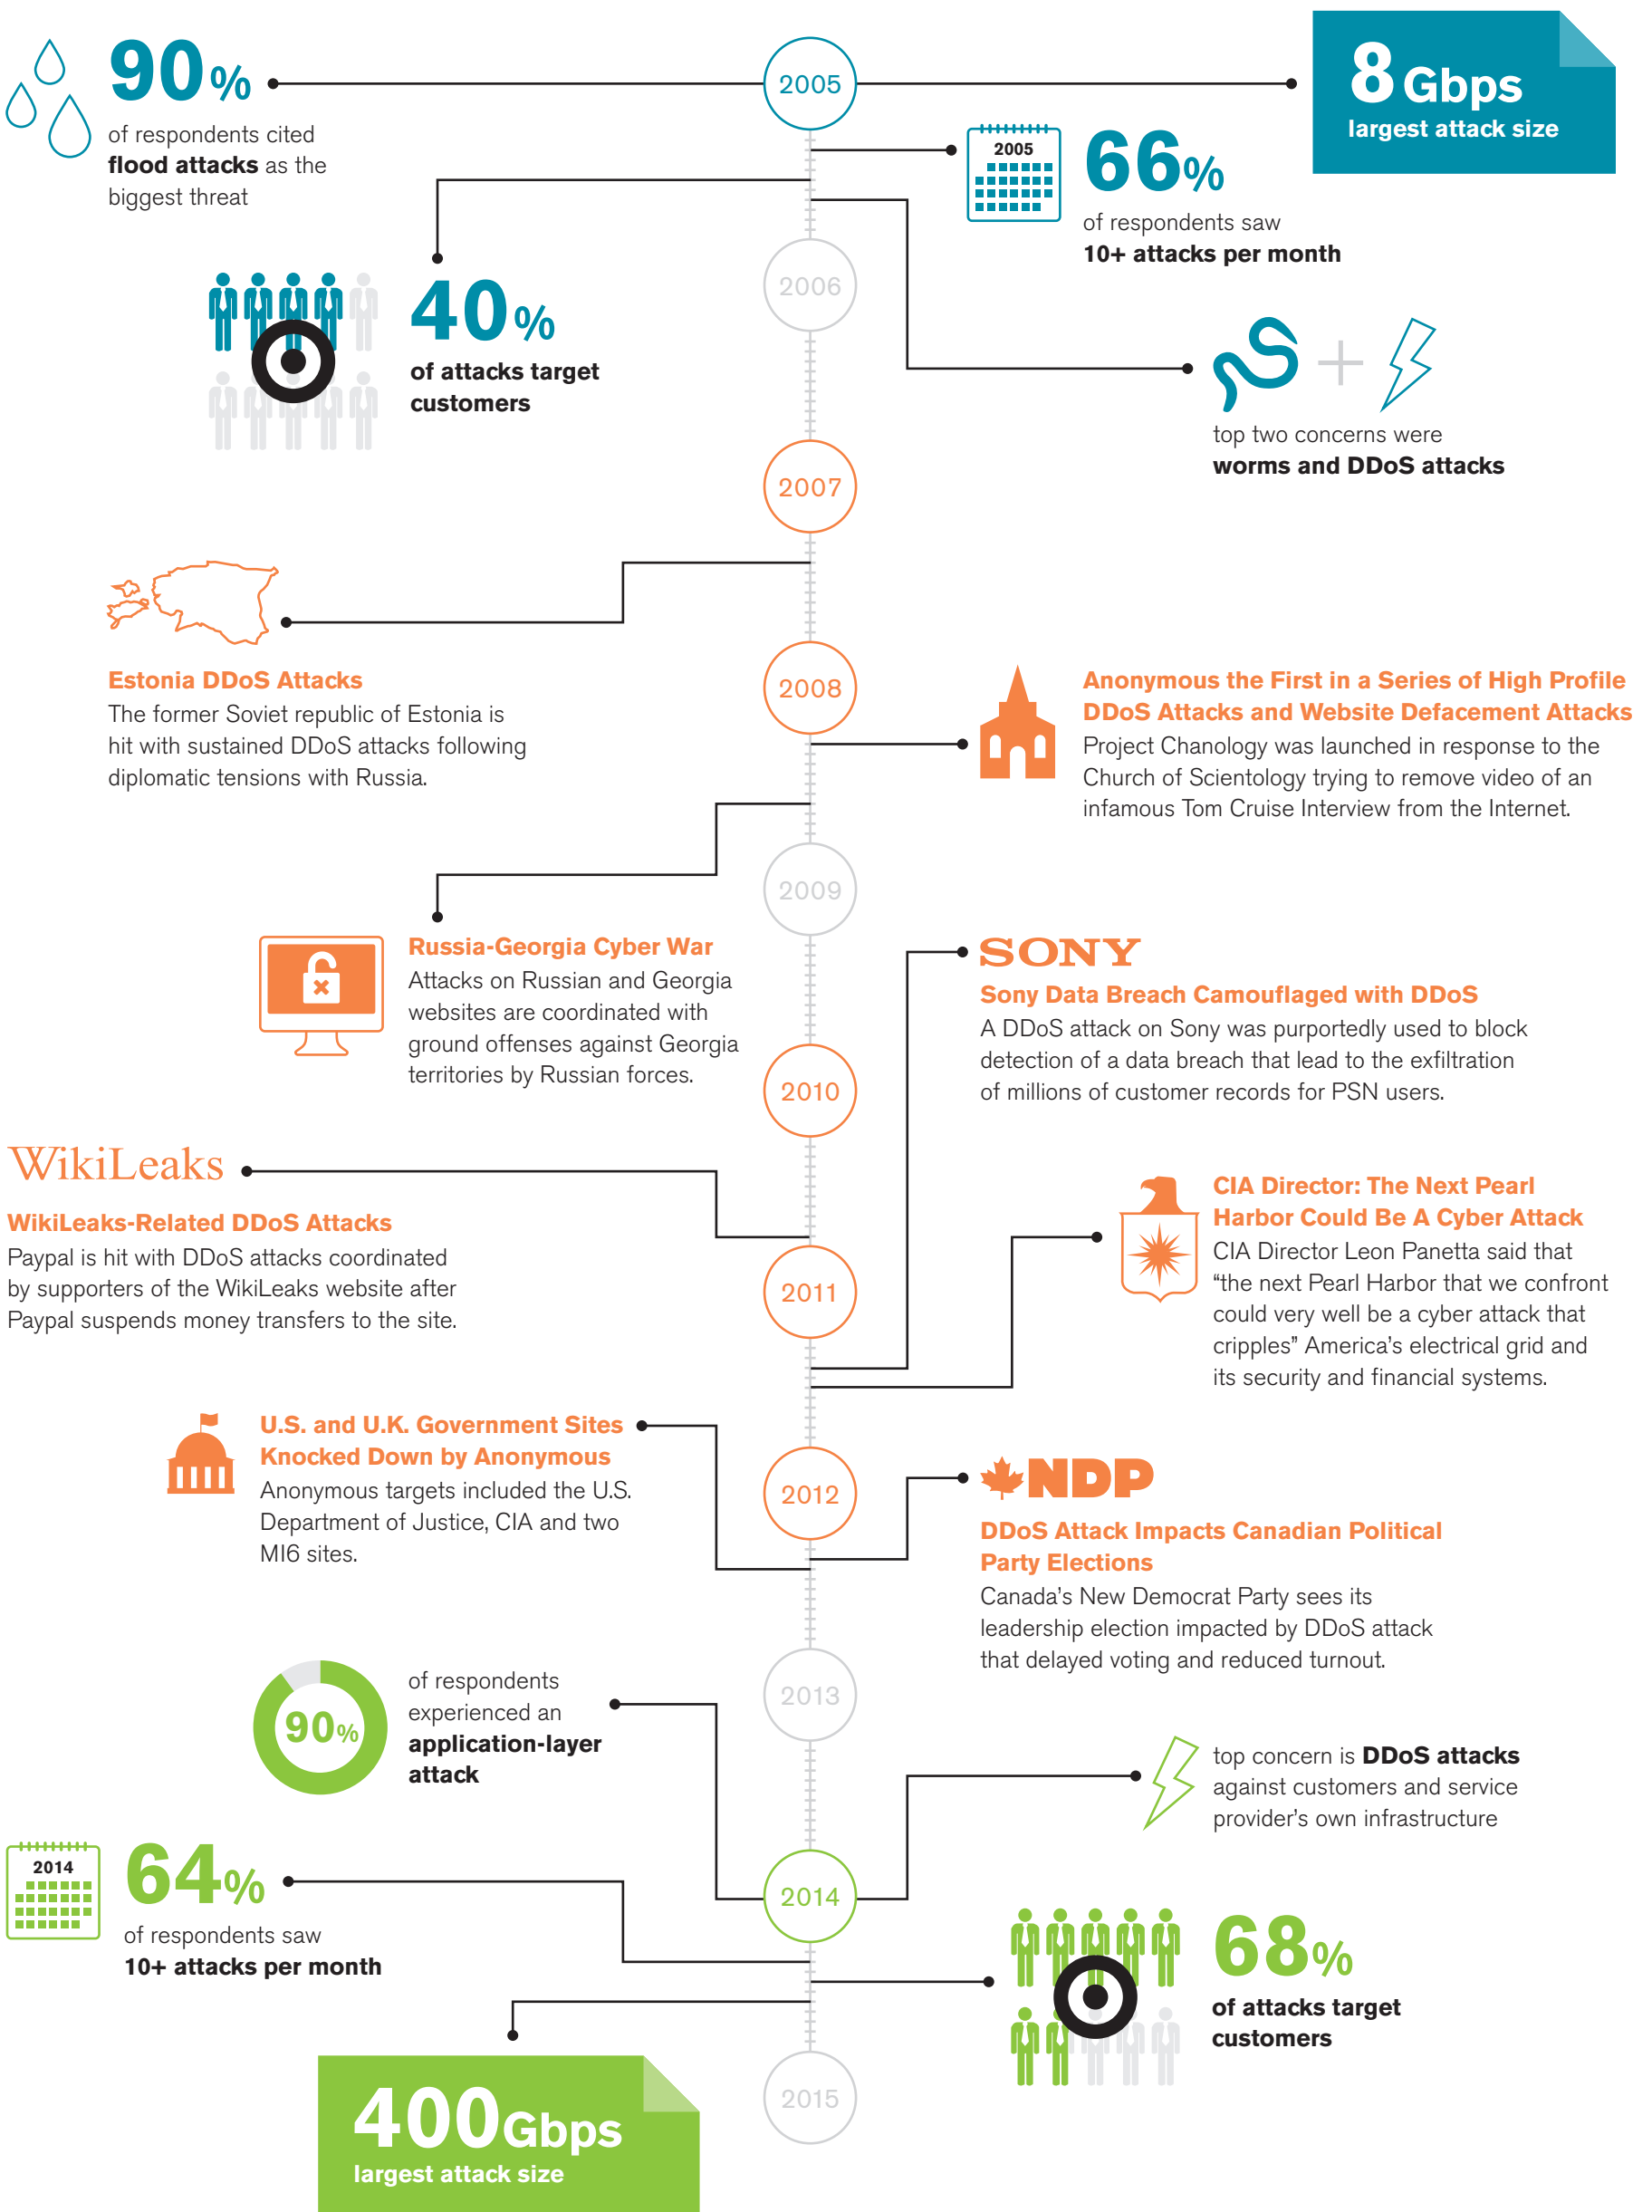 90%
of respondents cited
flood attacks as the
biggest threat
2005
8 Gbps
largest attack size
2005
66%
of respondents saw
10+ attacks per month
2006
40%
of attacks target
customers
top two concerns were
worms and DDoS attacks
2007
Estonia DDoS Attacks
The former Soviet republic of Estonia is
hit with sustained DDoS attacks following
diplomatic tensions with Russia.
2008
Anonymous the First in a Series of High Profile
DDoS Attacks and Website Defacement Attacks
Project Chanology was launched in response to the
Church of Scientology trying to remove video of an
infamous Tom Cruise Interview from the Internet.
2009
Russia-Georgia Cyber War
Attacks on Russian and Georgia
websites are coordinated with
ground offenses against Georgia
territories by Russian forces.
SONY
Sony Data Breach Camouflaged with DDoS
A DDoS attack on Sony was purportedly used to block
detection of a data breach that lead to the exfiltration
of millions of customer records for PSN users.
2010
WikiLeaks
WikiLeaks-Related DDoS Attacks
Paypal is hit with DDoS attacks coordinated
by supporters of the WikiLeaks website after
Paypal suspends money transfers to the site.
2011
CIA Director: The Next Pearl
Harbor Could Be A Cyber Attack
CIA Director Leon Panetta said that
“the next Pearl Harbor that we confront
could very well be a cyber attack that
cripples” America’s electrical grid and
its security and financial systems.
U.S. and U.K. Government Sites
Knocked Down by Anonymous
Anonymous targets included the U.S.
Department of Justice, CIA and two
MI6 sites.
2012
NDP
DDoS Attack Impacts Canadian Political
Party Elections
Canada’s New Democrat Party sees its
leadership election impacted by DDoS attack
that delayed voting and reduced turnout.
2013
90%
of respondents
experienced an
application-layer
attack
top concern is DDoS attacks
against customers and service
provider’s own infrastructure
2014
2014
64%
of respondents saw
10+ attacks per month
68%
of attacks target
customers
2015
400Gbps
largest attack size